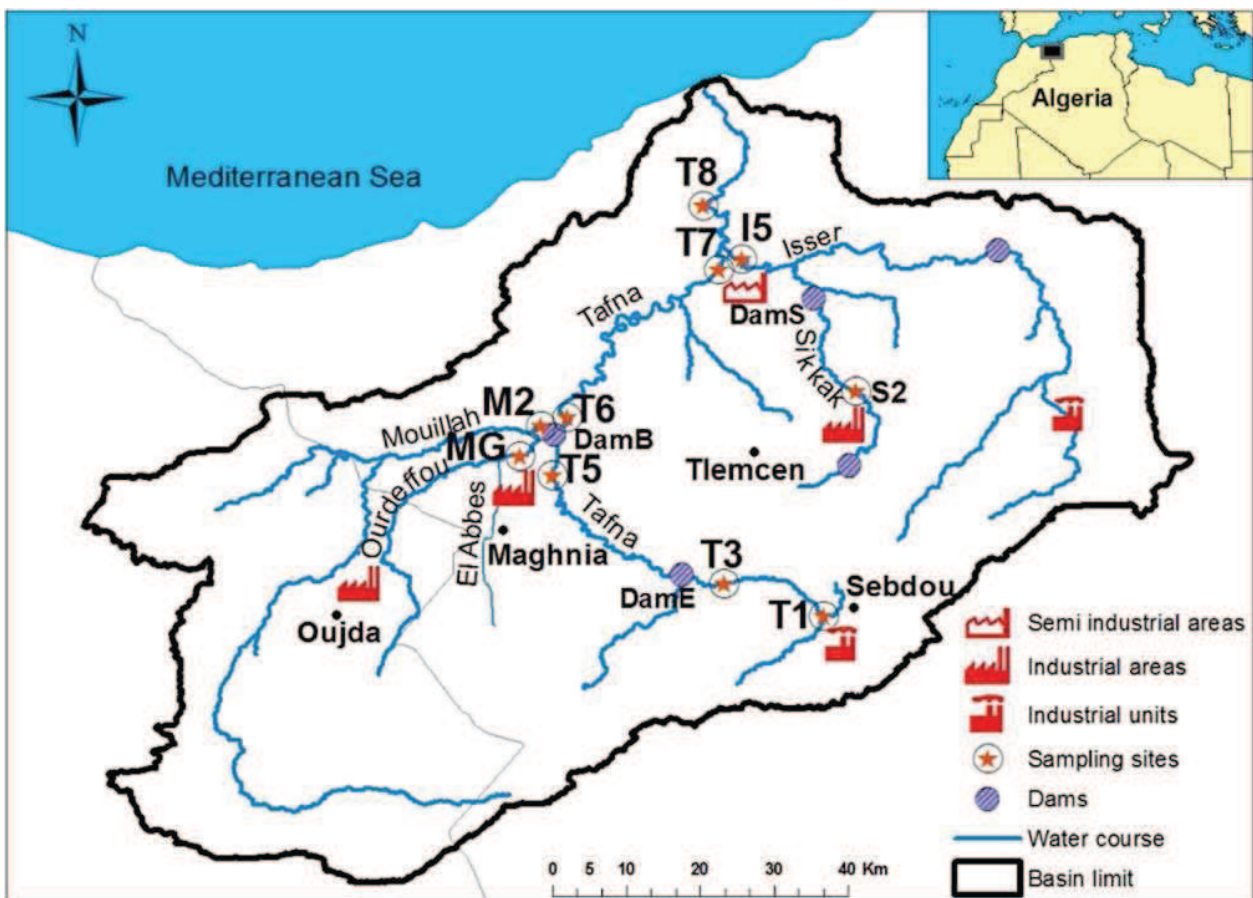 N
Algeria
Mediterranean Sea
T8
T7
I5
Isser
Tafna
DamS
Sikkak
S2
M2
T6
Mouillah
DamB
MG
T5
Tlemcen
Ourdeffou
El Abbes
Tafna
Maghnia
T3
DamE
Sebdou
T1
Oujda
Semi industrial areas
Industrial areas
Industrial units
Sampling sites
Dams
Water course
Basin limit
0 5 10 20 30 40 Km